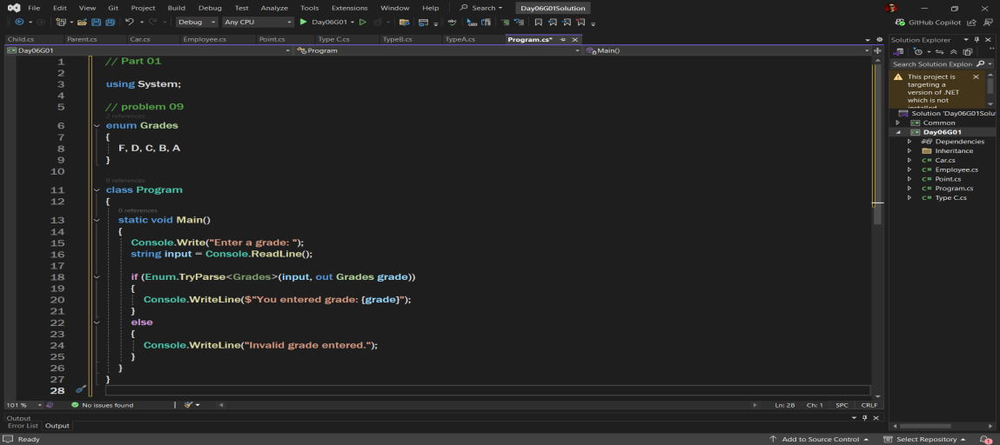 File Edit View Git Project Build Debug Test Analyze Tools Extensions Window Help Search Day06G01Solution
Debug Any CPU Day06G01 GitHub Copilot
Child.cs Parent.cs Car.cs Employee.cs Point.cs Type C.cs TypeB.cs TypeA.cs Program.cs*
Day06G01 Program Main()
1 // Part 01
2
3 using System;
4
5 // problem 09
2 references
6 enum Grades
7 {
8 F, D, C, B, A
9 }
10
0 references
11 class Program
12 {
0 references
13 static void Main()
14 {
15 Console.Write("Enter a grade: ");
16 string input = Console.ReadLine();
17
18 if (Enum.TryParse<Grades>(input, out Grades grade))
19 {
20 Console.WriteLine($"You entered grade: {grade}");
21 }
22 else
23 {
24 Console.WriteLine("Invalid grade entered.");
25 }
26 }
27 }
28
101 % No issues found Ln: 28 Ch: 1 SPC CRLF
Output
Error List Output
Ready Add to Source Control Select Repository
Solution Explorer
Search Solution Explor
This project is
targeting a
version of .NET
which is not
Solution 'Day06G01Solu
Common
Day06G01
Dependencies
Inheritance
C# Car.cs
C# Employee.cs
C# Point.cs
C# Program.cs
C# Type C.cs